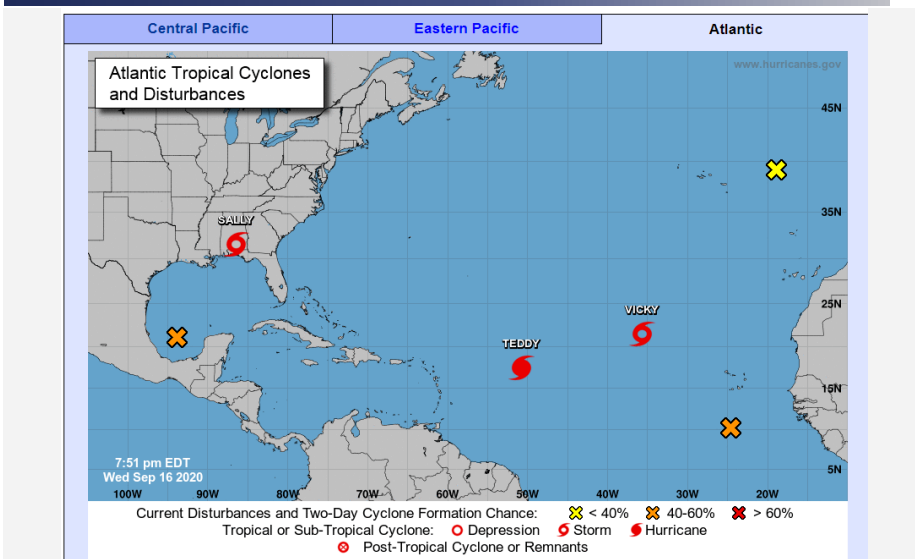 Central Pacific
Eastern Pacific
Atlantic
Atlantic Tropical Cyclones
and Disturbances
www.hurricanes.gov
45N
35N
SALLY
25N
VICKY
TEDDY
15N
7:51 pm EDT
Wed Sep 16 2020
5N
100W 90W 80W 70W 60W 50W 40W 30W 20W
Current Disturbances and Two-Day Cyclone Formation Chance: < 40% 40-60% > 60%
Tropical or Sub-Tropical Cyclone: Depression Storm Hurricane
Post-Tropical Cyclone or Remnants